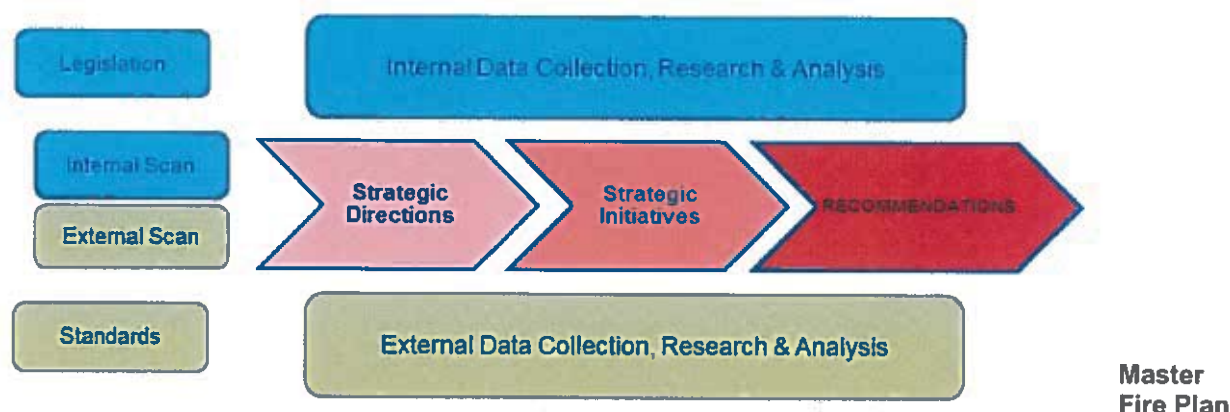 Legislation
Internal Data Collection, Research & Analysis
Internal Scan
Strategic
Directions
Strategic
Initiatives
RECOMMENDATIONS
External Scan
Standards
External Data Collection, Research & Analysis
Master
Fire Plan